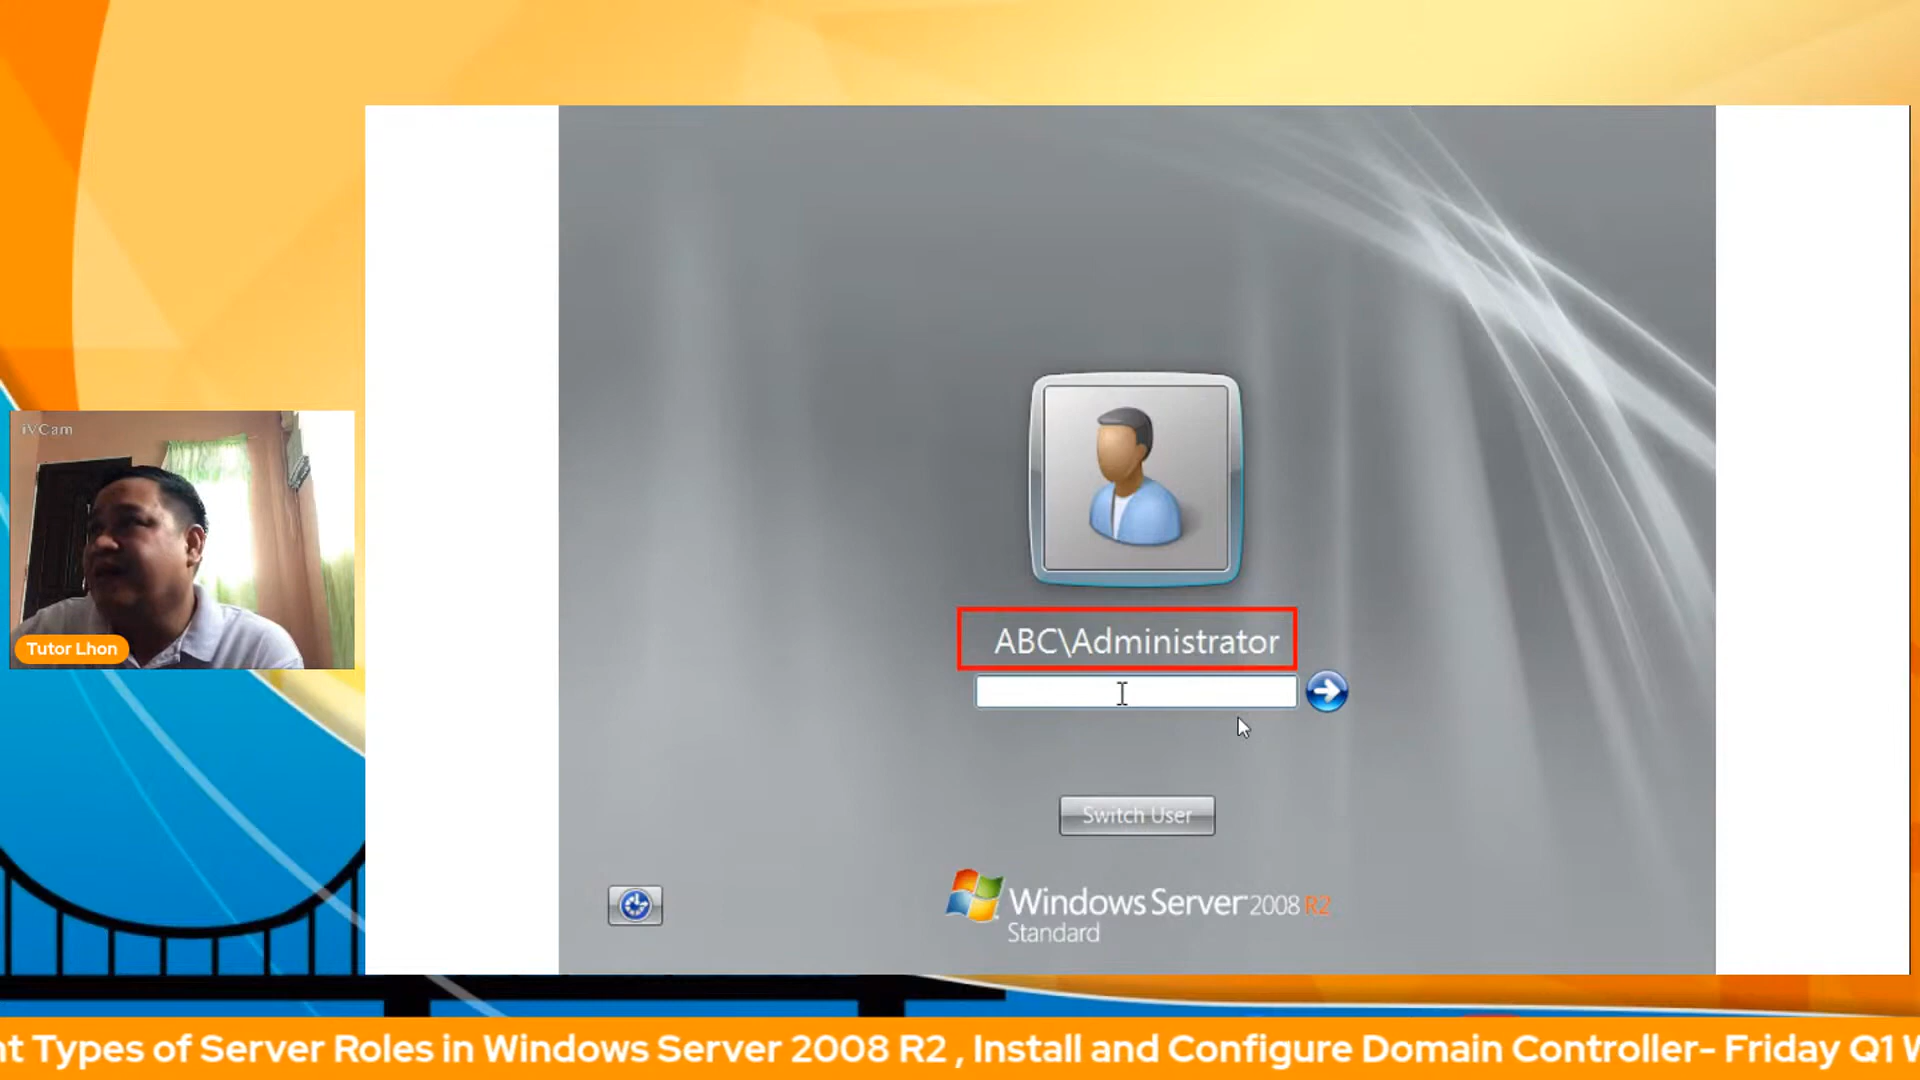 iVCam
Tutor Lhon
ABC\Administrator
Switch User
Windows Server 2008 R2
Standard
nt Types of Server Roles in Windows Server 2008 R2 , Install and Configure Domain Controller- Friday Q1 W